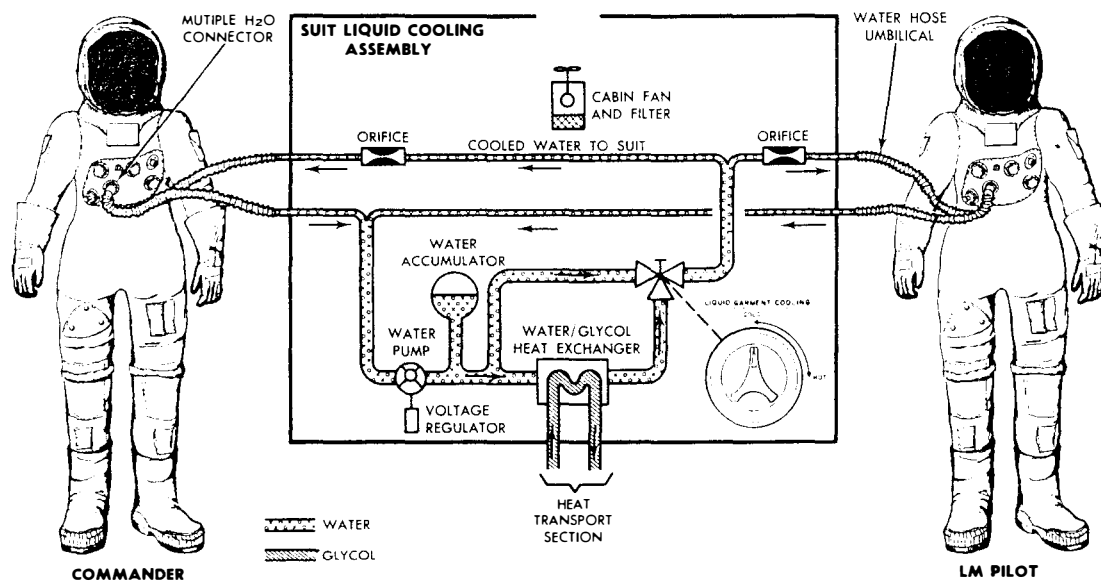 MUTIPLE H₂O
CONNECTOR
SUIT LIQUID COOLING
ASSEMBLY
WATER HOSE
UMBILICAL
CABIN FAN
AND FILTER
ORIFICE
COOLED WATER TO SUIT
ORIFICE
WATER
ACCUMULATOR
LIQUID GARMENT COOLING
WATER
PUMP
WATER/GLYCOL
HEAT EXCHANGER
HOT
VOLTAGE
REGULATOR
HEAT
TRANSPORT
SECTION
WATER
GLYCOL
COMMANDER
LM PILOT